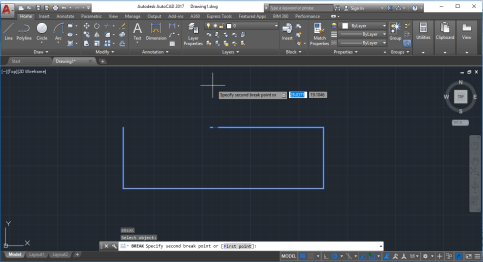 Autodesk AutoCAD 2017 Drawing1.dwg
Type a keyword or phrase
Sign In
Home Insert Annotate Parametric View Manage Output Add-ins A360 Express Tools Featured Apps BIM 360 Performance
Line Polyline Circle Arc
Text Dimension
Layer Properties
Insert
Match Properties
ByLayer
ByLayer
ByLayer
Group
Utilities
Clipboard
View
Draw Modify Annotation Layers Block Properties Groups
Start Drawing1*
[-][Top][2D Wireframe]
N
W TOP E
S
Specify second break point or
Y
X
Select object:
BREAK Specify second break point or [First point]:
Model Layout1 Layout2 +
MODEL